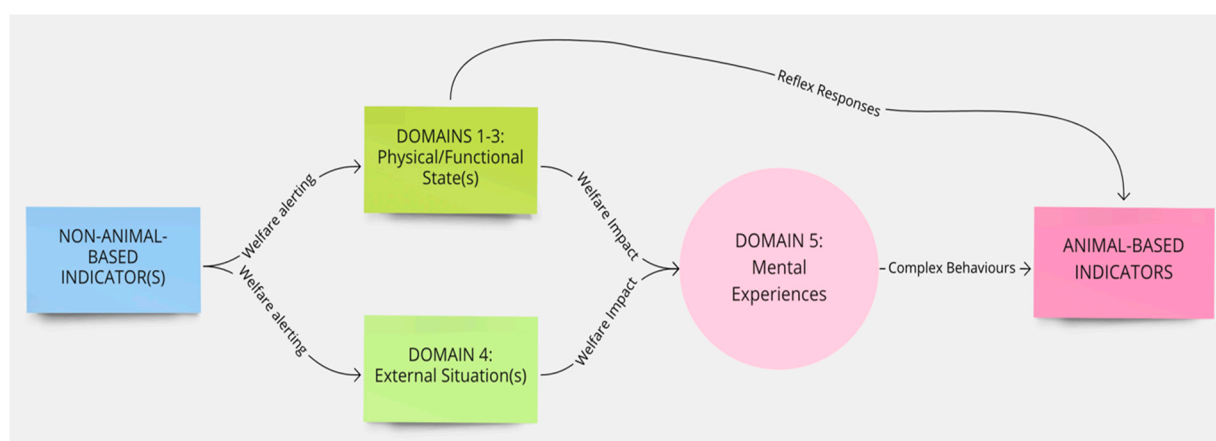 NON-ANIMAL-
BASED
INDICATOR(S)
Welfare alerting
Welfare alerting
DOMAINS 1-3:
Physical/Functional
State(s)
DOMAIN 4:
External Situation(s)
Reflex Responses
Welfare Impact
Welfare Impact
DOMAIN 5:
Mental
Experiences
Complex Behaviours
ANIMAL-BASED
INDICATORS